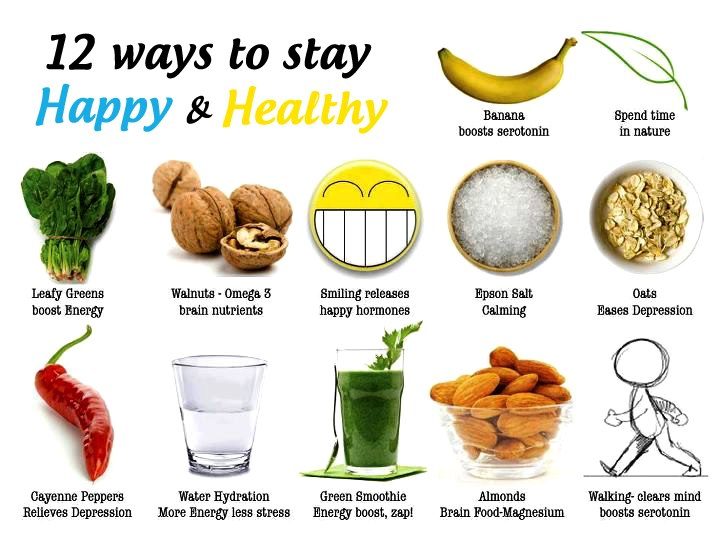 12 ways to stay
Happy & Healthy
Banana
boosts serotonin
Spend time
in nature
Leafy Greens
boost Energy
Walnuts - Omega 3
brain nutrients
Smiling releases
happy hormones
Epson Salt
Calming
Oats
Eases Depression
Cayenne Peppers
Relieves Depression
Water Hydration
More Energy less stress
Green Smoothie
Energy boost, zap!
Almonds
Brain Food-Magnesium
Walking- clears mind
boosts serotonin